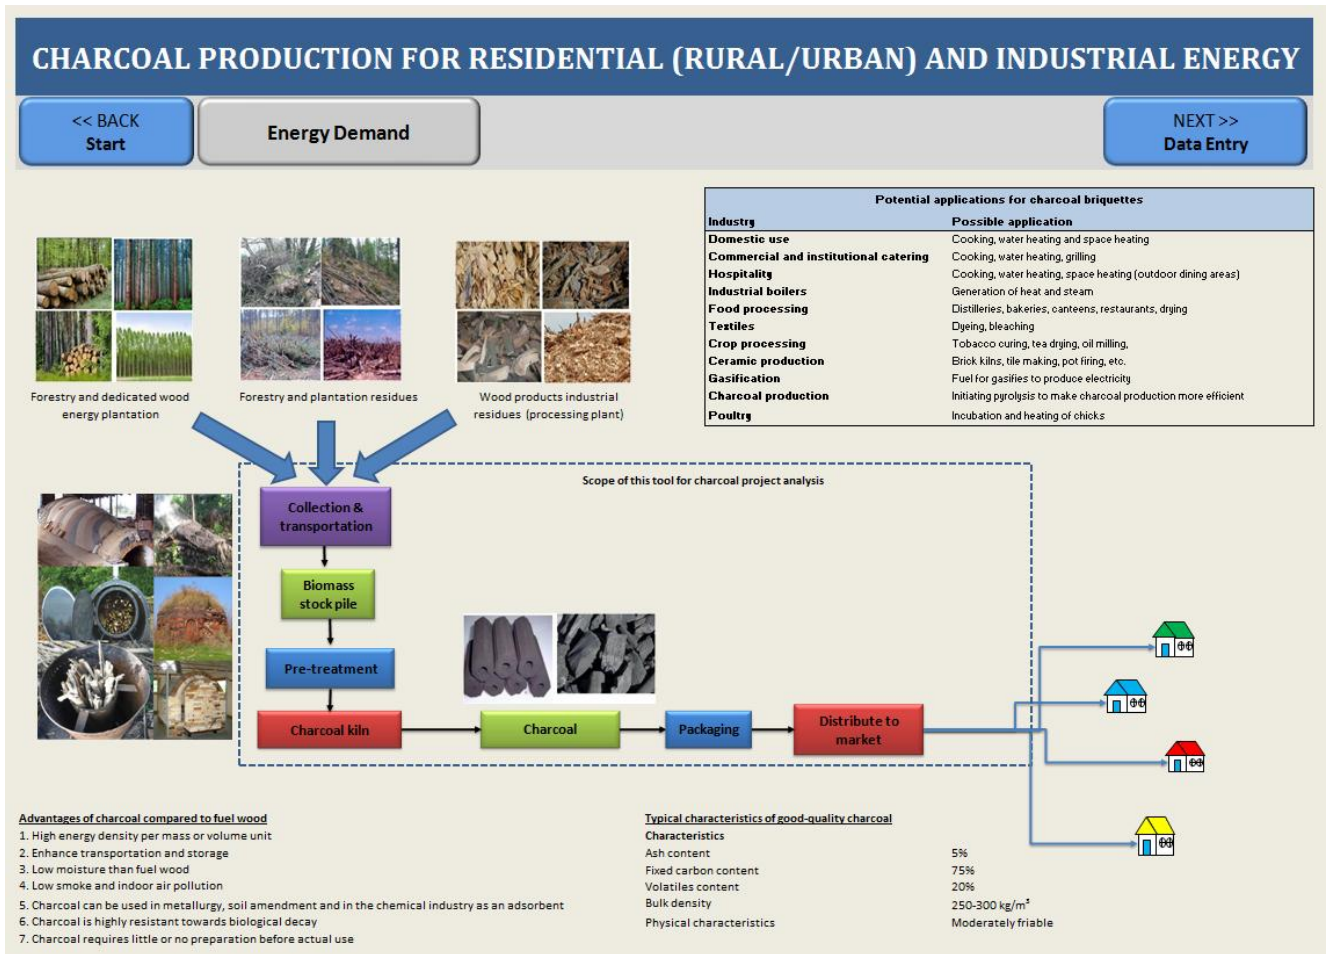 CHARCOAL PRODUCTION FOR RESIDENTIAL (RURAL/URBAN) AND INDUSTRIAL ENERGY
<< BACK
Start
Energy Demand
NEXT >>
Data Entry
Potential applications for charcoal briquettes
Industry Possible application
Domestic use Cooking, water heating and space heating
Commercial and institutional catering Cooking, water heating, grilling
Hospitality Cooking, water heating, space heating (outdoor dining areas)
Industrial boilers Generation of heat and steam
Food processing Distilleries, bakeries, canteens, restaurants, drying
Textiles Dyeing, bleaching
Crop processing Tobacco curing, tea drying, oil milling,
Ceramic production Brick kilns, tile making, pot firing, etc.
Gasification Fuel for gasifies to produce electricity
Charcoal production Initiating pyrolysis to make charcoal production more efficient
Poultry Incubation and heating of chicks
Forestry and dedicated wood
energy plantation
Forestry and plantation residues
Wood products industrial
residues (processing plant)
Scope of this tool for charcoal project analysis
Collection &
transportation
Biomass
stock pile
Pre-treatment
Charcoal kiln
Charcoal
Packaging
Distribute to
market
Advantages of charcoal compared to fuel wood
1. High energy density per mass or volume unit
2. Enhance transportation and storage
3. Low moisture than fuel wood
4. Low smoke and indoor air pollution
5. Charcoal can be used in metallurgy, soil amendment and in the chemical industry as an adsorbent
6. Charcoal is highly resistant towards biological decay
7. Charcoal requires little or no preparation before actual use
Typical characteristics of good-quality charcoal
Characteristics
Ash content 5%
Fixed carbon content 75%
Volatiles content 20%
Bulk density 250-300 kg/m³
Physical characteristics Moderately friable